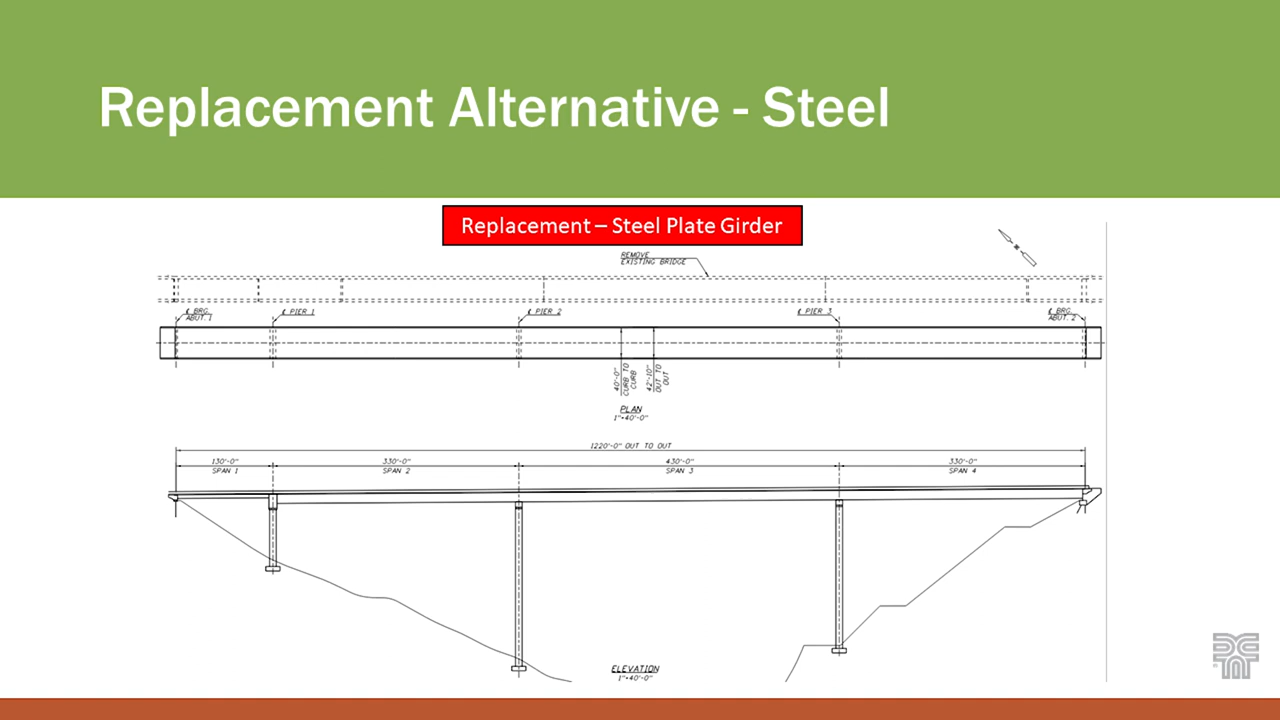 Replacement Alternative - Steel
Replacement – Steel Plate Girder
REMOVE
EXISTING BRIDGE
℄ BRG.
ABUT. 1
℄ PIER 1
℄ PIER 2
℄ PIER 3
℄ BRG.
ABUT. 2
40'-0"
CURB TO
CURB
42'-10"
OUT TO
OUT
PLAN
1"=40'-0"
1220'-0" OUT TO OUT
130'-0"
SPAN 1
330'-0"
SPAN 2
430'-0"
SPAN 3
330'-0"
SPAN 4
ELEVATION
1"=40'-0"